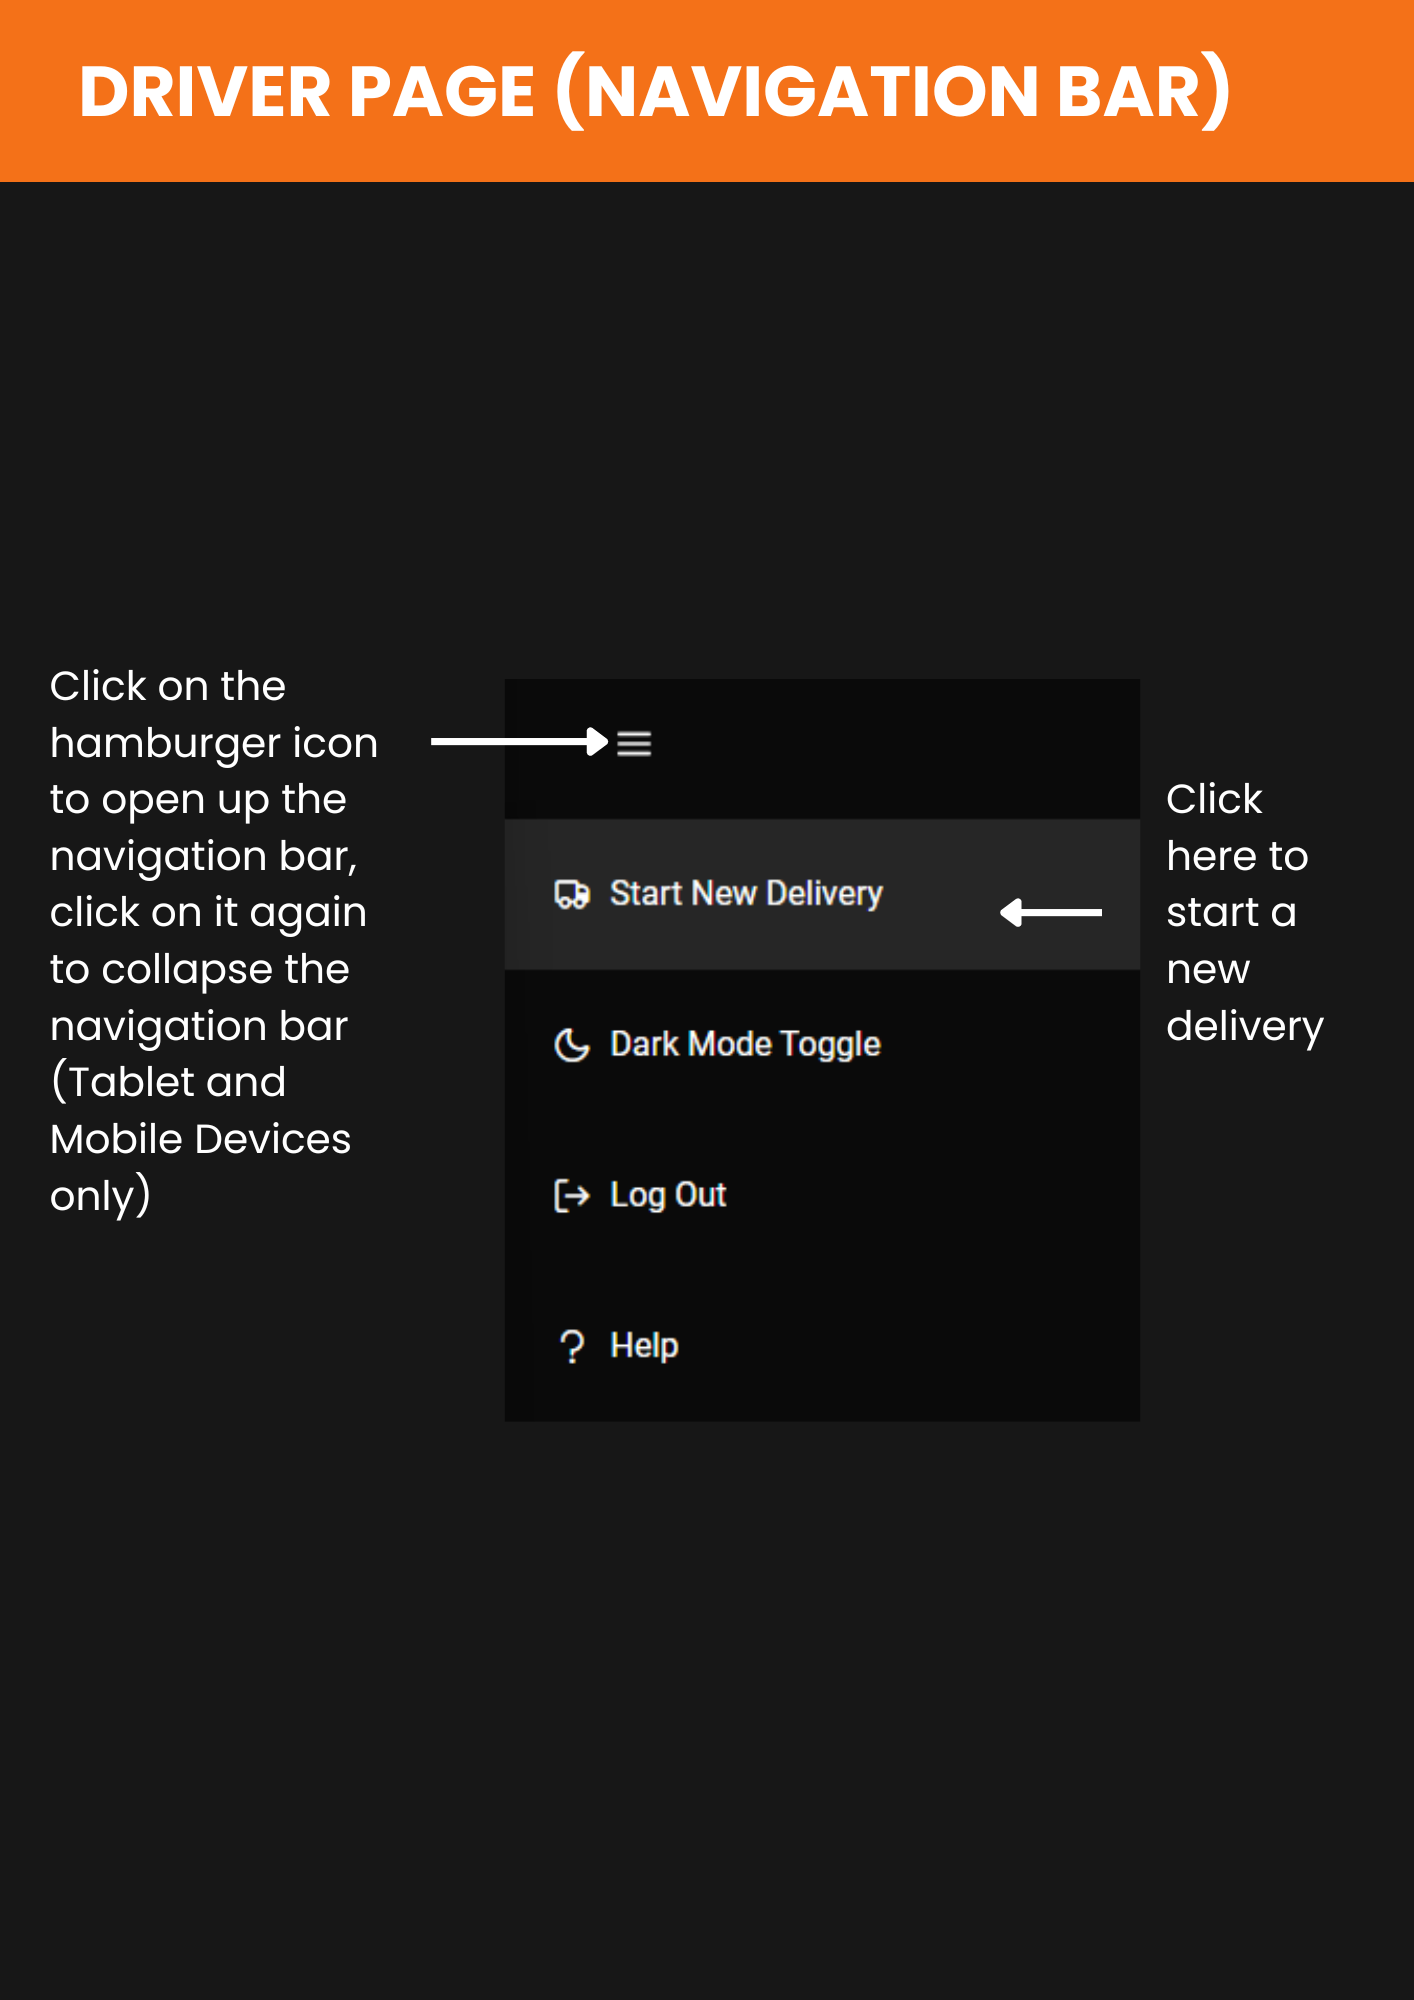 DRIVER PAGE (NAVIGATION BAR)
Click on the
hamburger icon
to open up the
navigation bar,
click on it again
to collapse the
navigation bar
(Tablet and
Mobile Devices
only)
Start New Delivery
Dark Mode Toggle
Log Out
Help
Click
here to
start a
new
delivery